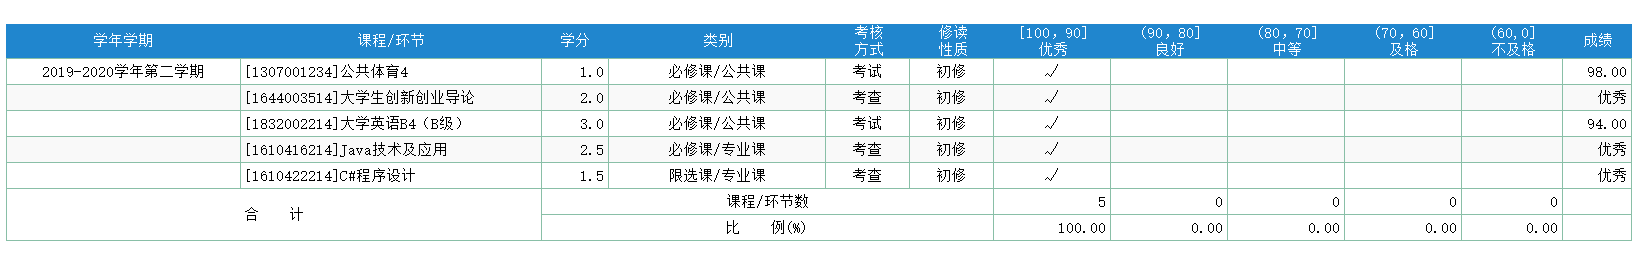 学年学期 课程/环节 学分 类别 考核方式 修读性质 [100，90]优秀 (90，80]良好 (80，70]中等 (70，60]及格 (60,0]不及格 成绩
2019-2020学年第二学期 [1307001234]公共体育4 1.0 必修课/公共课 考试 初修 √ 98.00
[1644003514]大学生创新创业导论 2.0 必修课/公共课 考查 初修 √ 优秀
[1832002214]大学英语B4（B级） 3.0 必修课/公共课 考试 初修 √ 94.00
[1610416214]Java技术及应用 2.5 必修课/专业课 考查 初修 √ 优秀
[1610422214]C#程序设计 1.5 限选课/专业课 考查 初修 √ 优秀
合 计 课程/环节数 5 0 0 0 0
比 例(%) 100.00 0.00 0.00 0.00 0.00